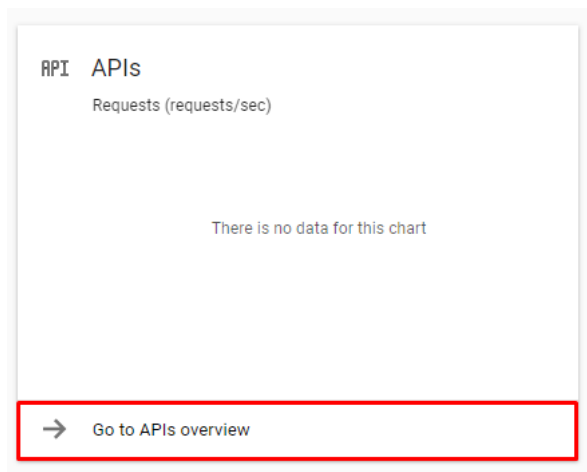 API APIs
Requests (requests/sec)
There is no data for this chart
Go to APIs overview